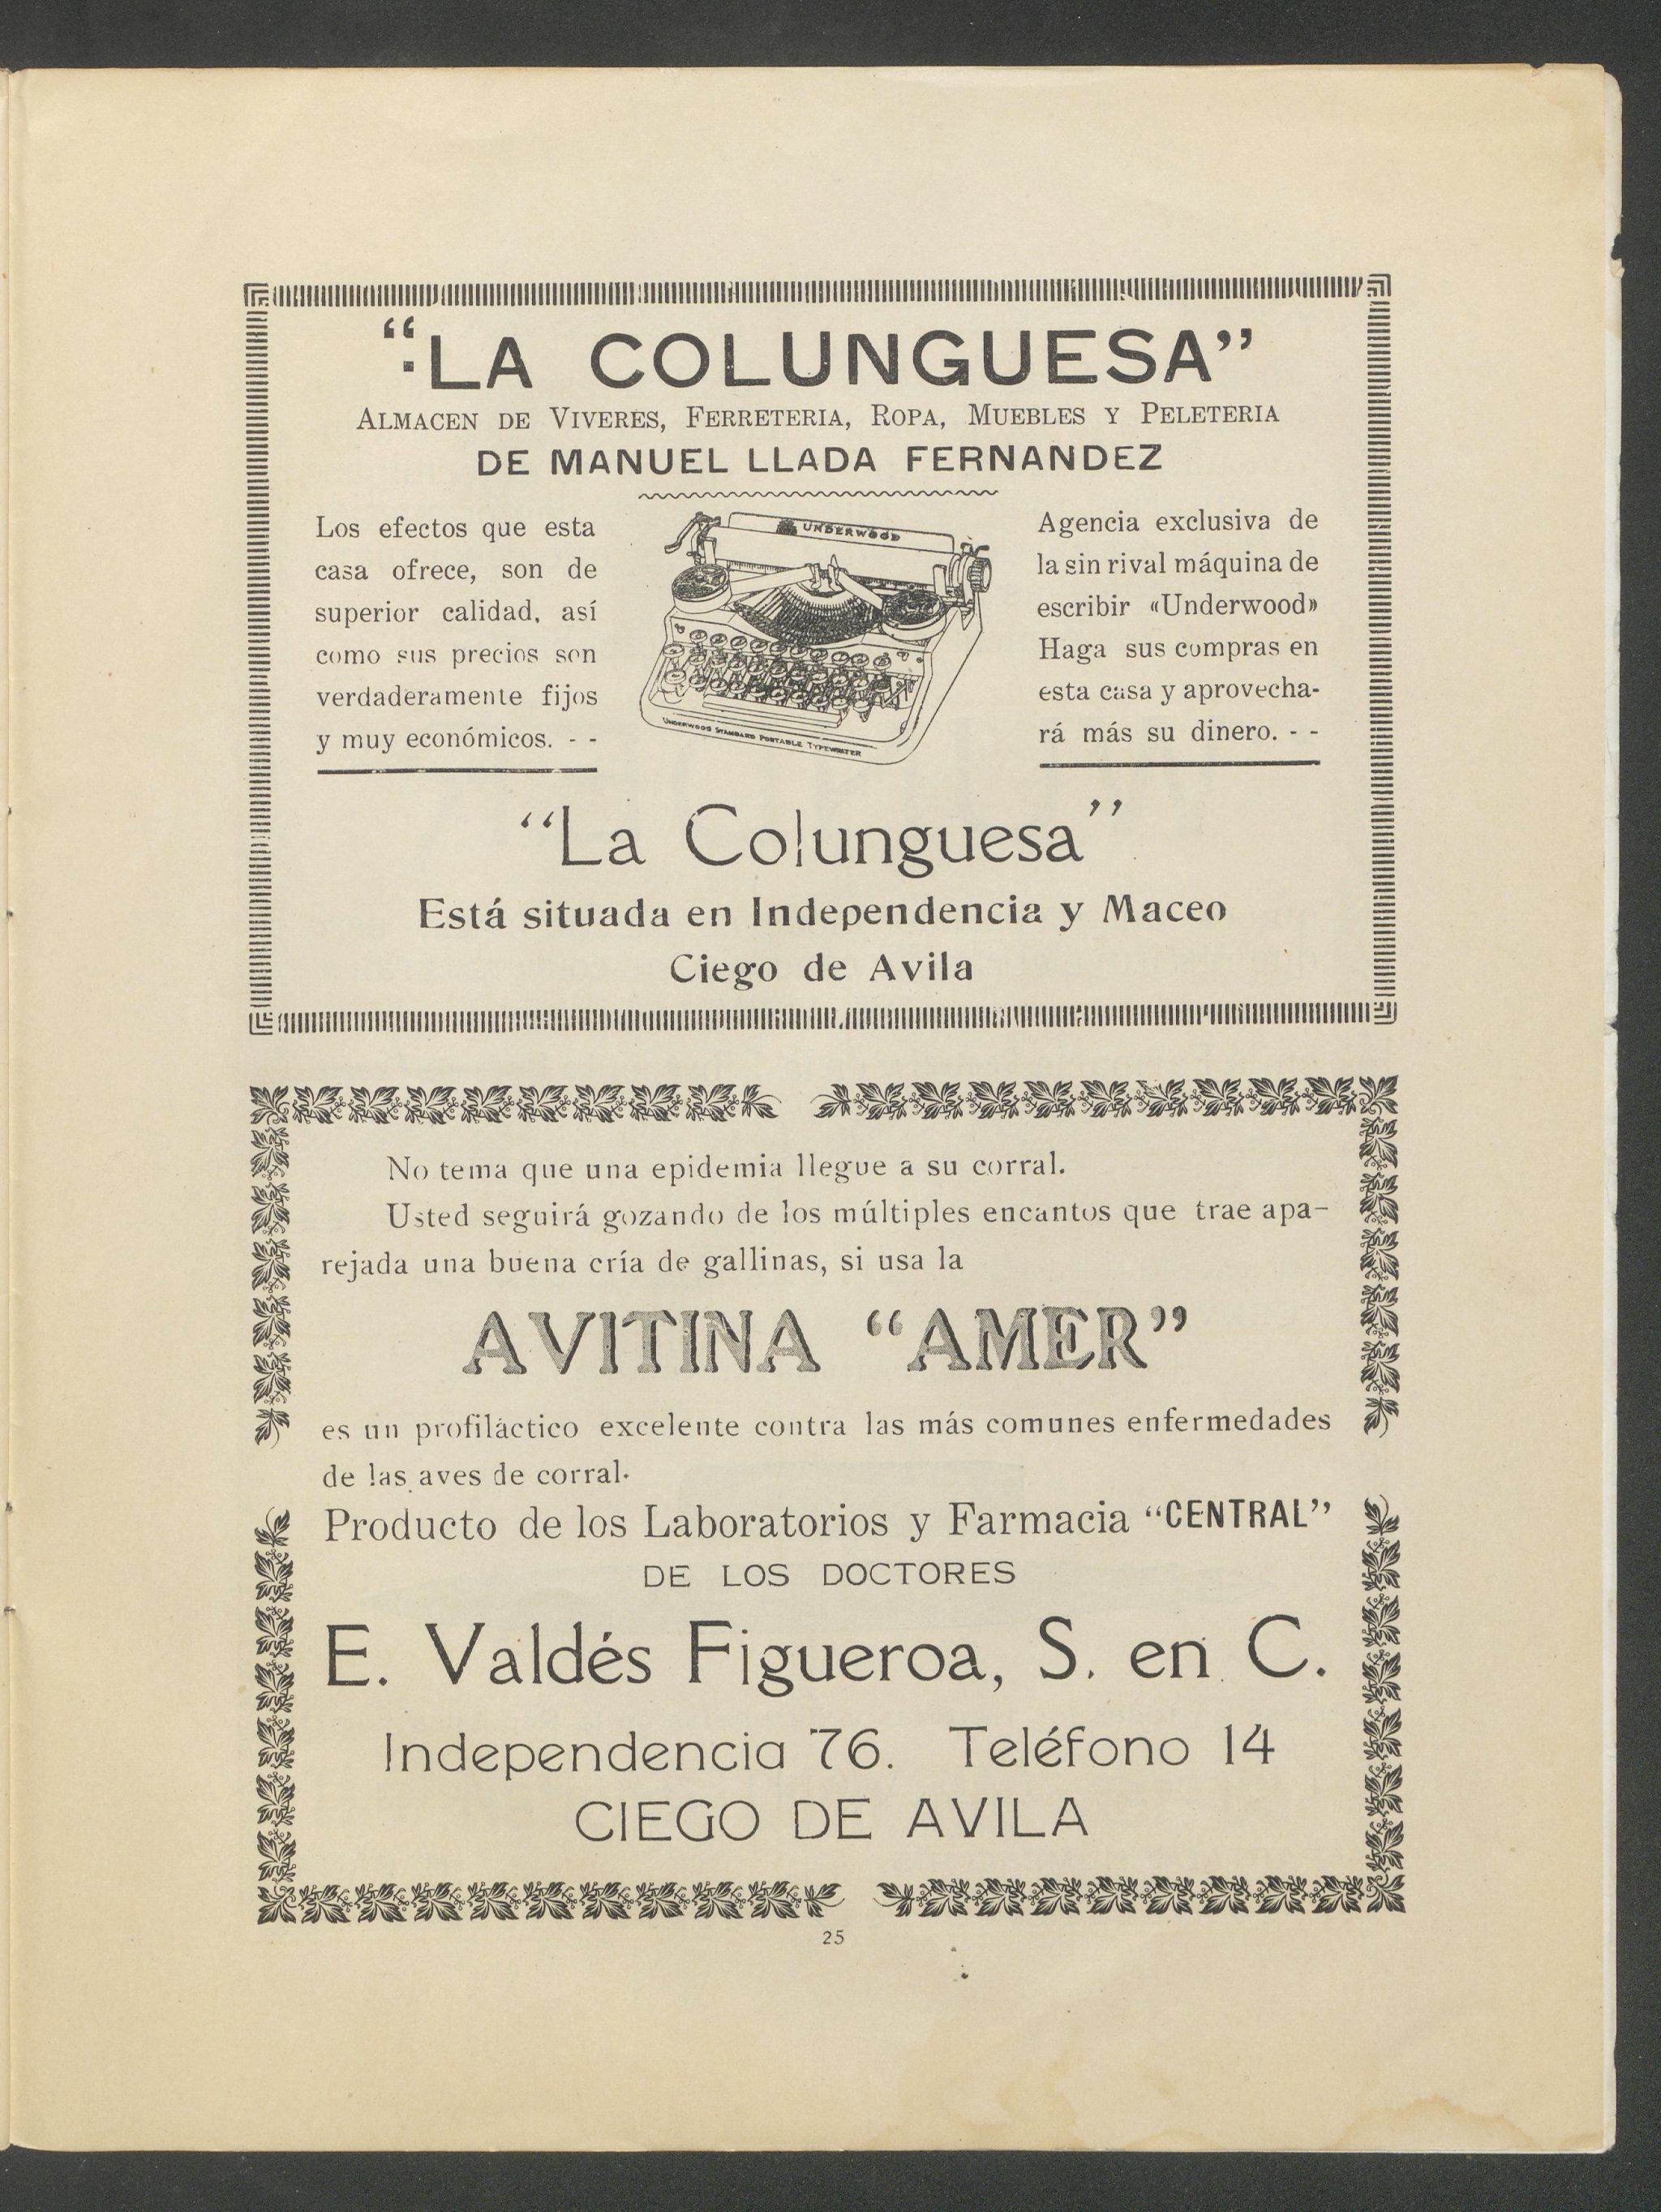 “LA COLUNGUESA”
ALMACEN DE VIVERES, FERRETERIA, ROPA, MUEBLES Y PELETERIA
DE MANUEL LLADA FERNANDEZ
Los efectos que esta
casa ofrece, son de
superior calidad, así
como sus precios son
verdaderamente fijos
y muy económicos. - -
UNDERWOOD
UNDERWOOD STANDARD PORTABLE TYPEWRITER
Agencia exclusiva de
la sin rival máquina de
escribir «Underwood»
Haga sus compras en
esta casa y aprovecha-
rá más su dinero. - -
“La Colunguesa”
Está situada en Independencia y Maceo
Ciego de Avila
No tema que una epidemia llegue a su corral.
Usted seguirá gozando de los múltiples encantos que trae apa-
rejada una buena cría de gallinas, si usa la
AVITINA “AMER”
es un profiláctico excelente contra las más comunes enfermedades
de las aves de corral.
Producto de los Laboratorios y Farmacia “CENTRAL”
DE LOS DOCTORES
E. Valdés Figueroa, S. en C.
Independencia 76. Teléfono 14
CIEGO DE AVILA
25